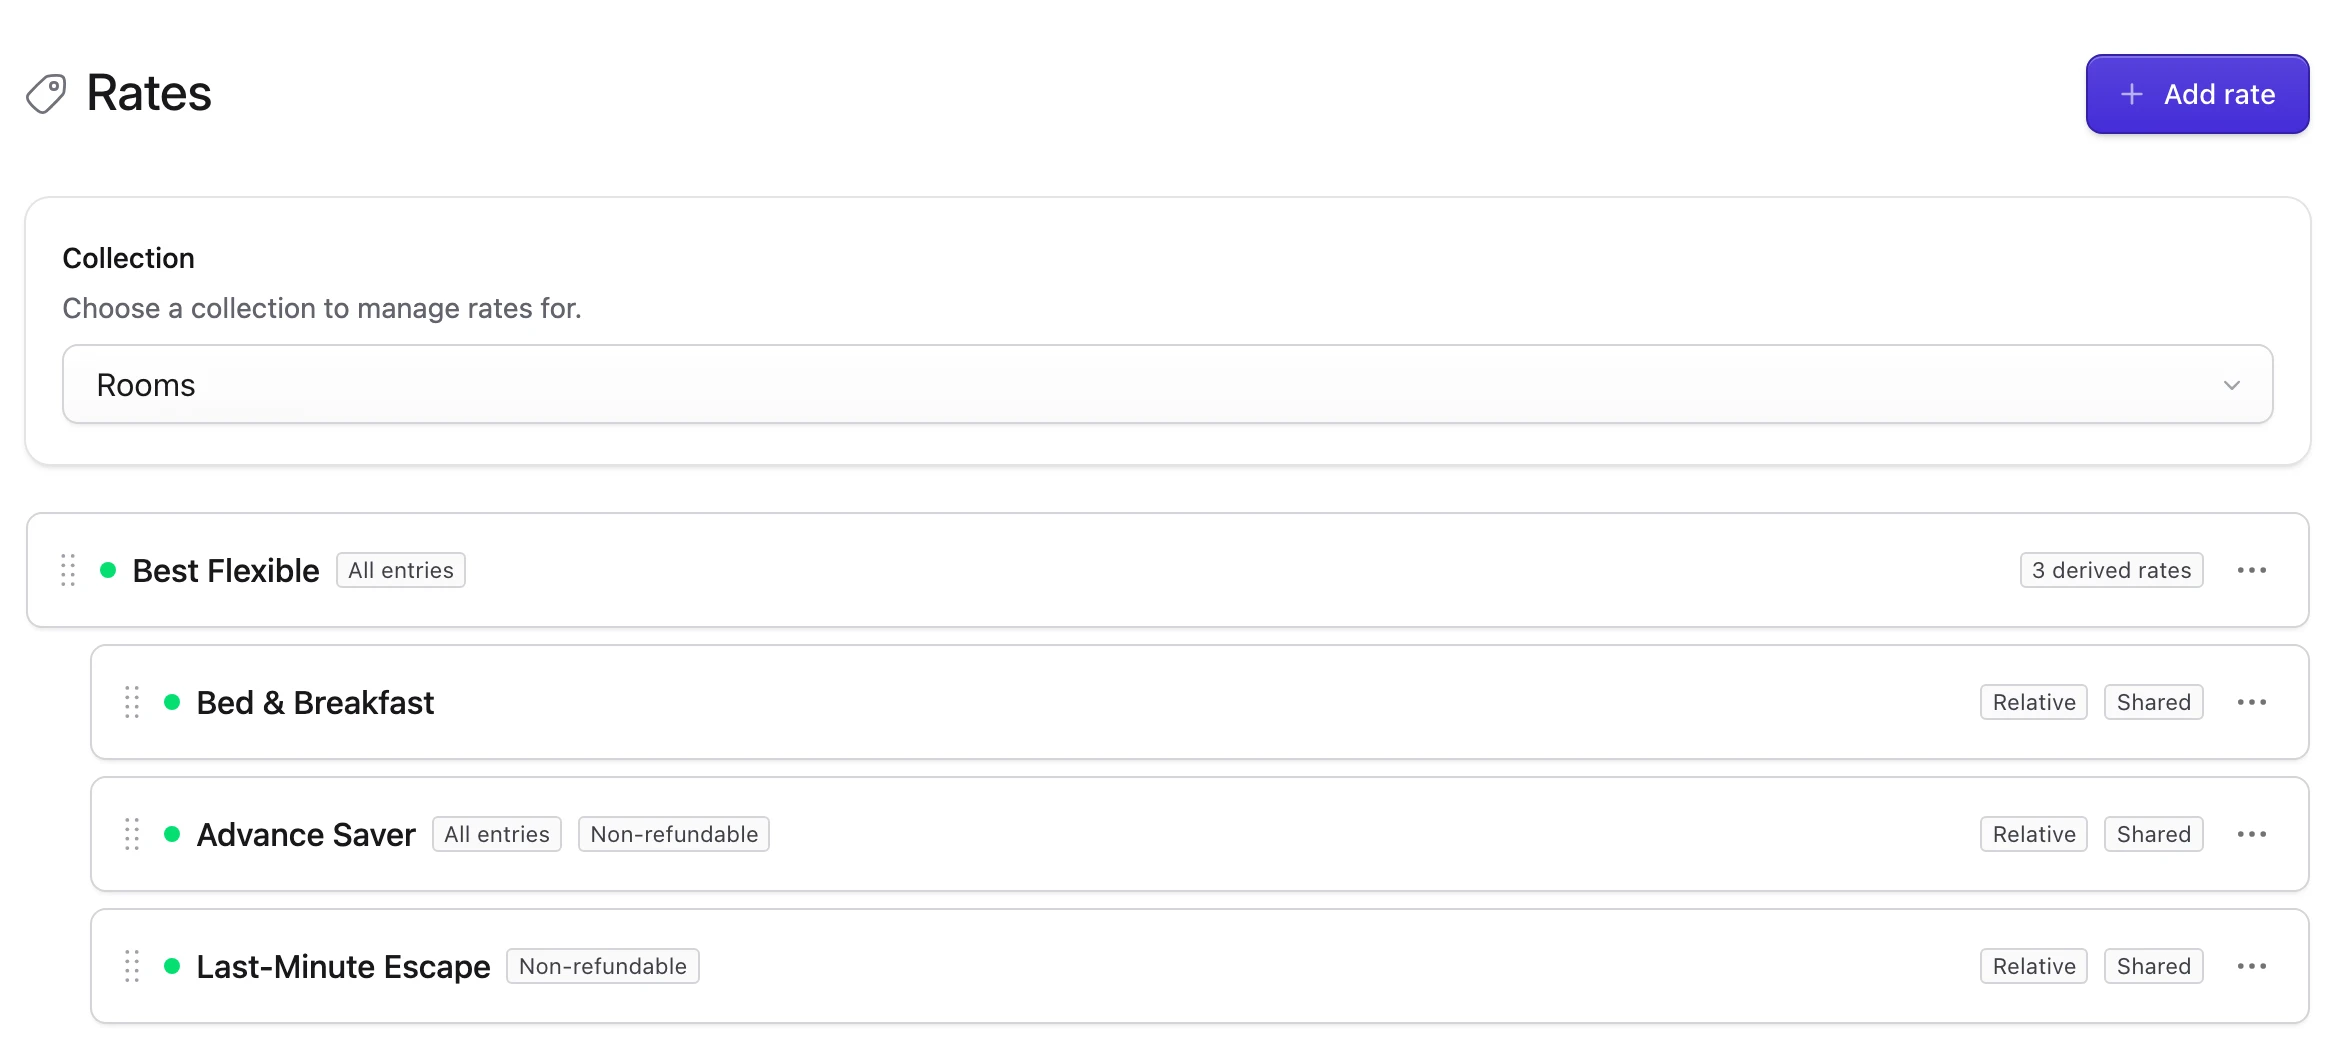 Rates
Add rate
Collection
Choose a collection to manage rates for.
Rooms
Best Flexible All entries 3 derived rates
Bed & Breakfast Relative Shared
Advance Saver All entries Non-refundable Relative Shared
Last-Minute Escape Non-refundable Relative Shared